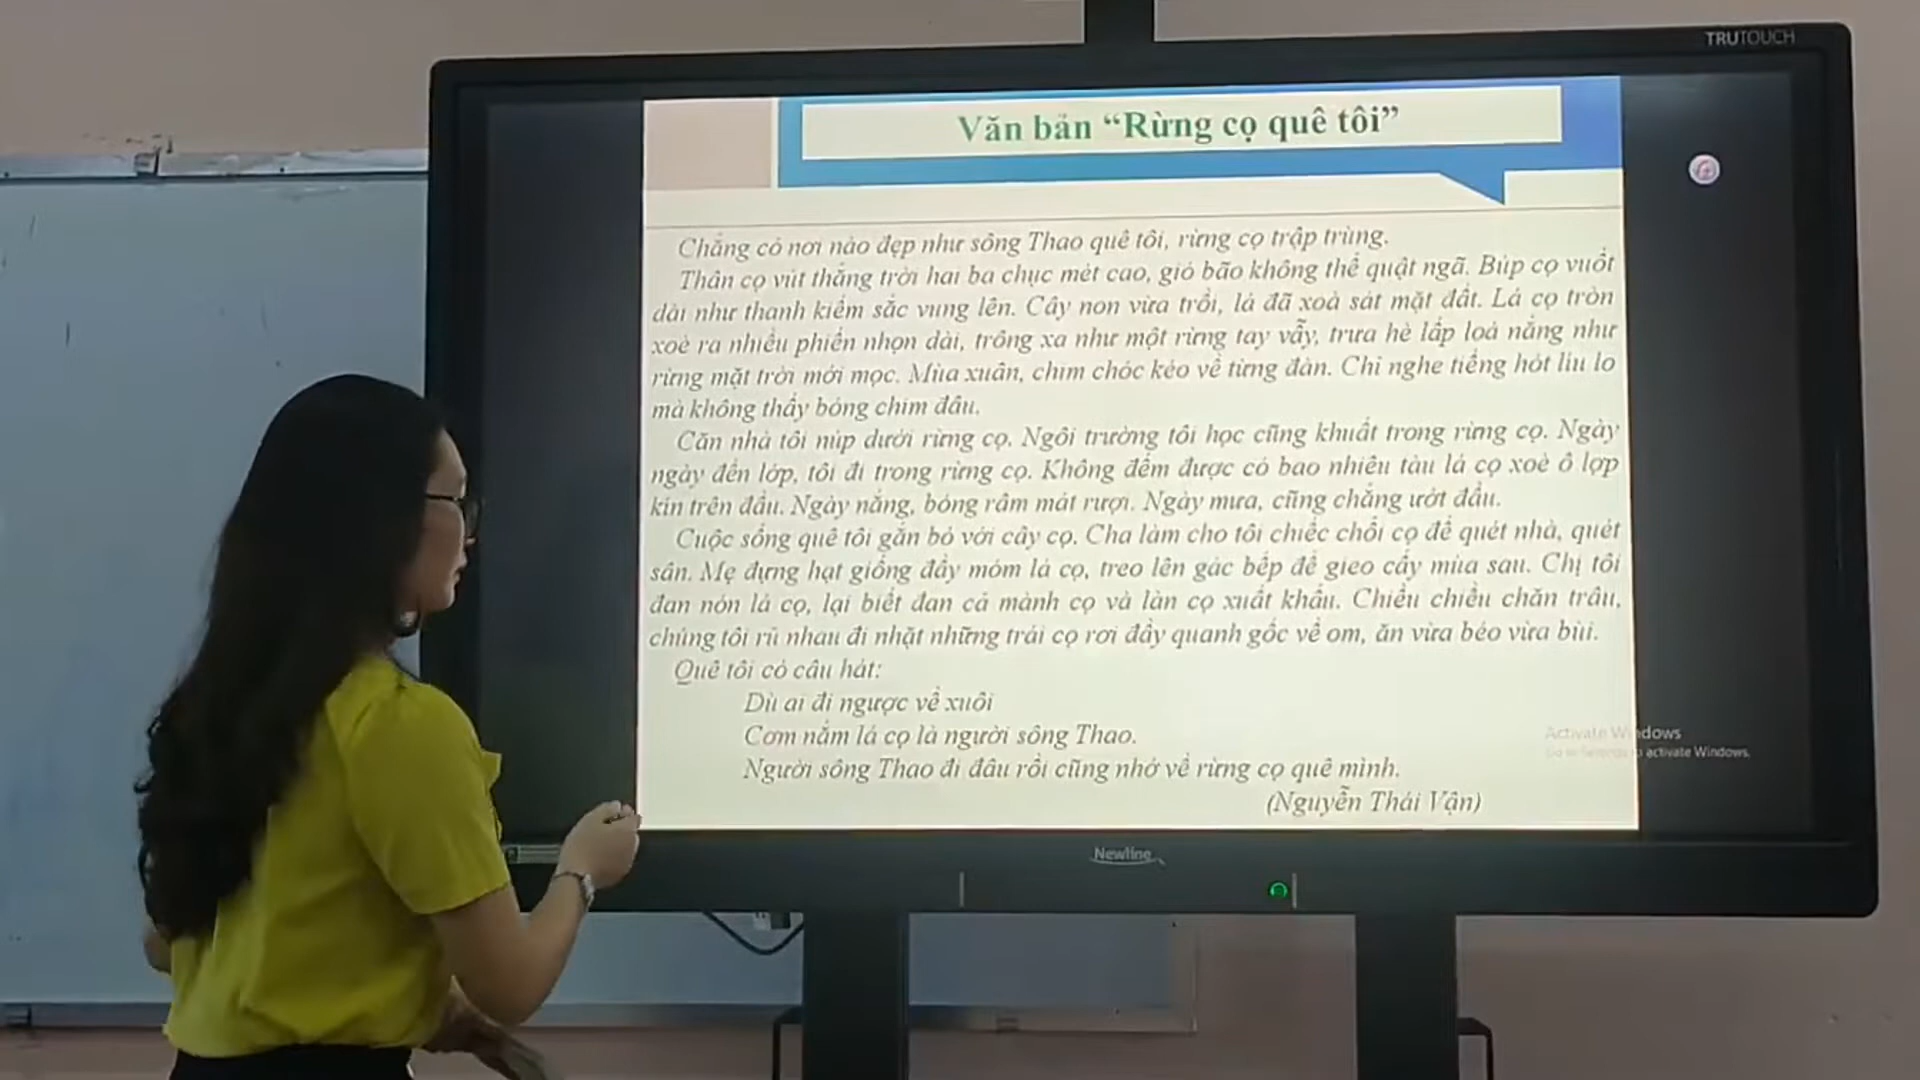 TRUTOUCH
Văn bản “Rừng cọ quê tôi”
Chẳng có nơi nào đẹp như sông Thao quê tôi, rừng cọ trập trùng.
Thân cọ vút thẳng trời hai ba chục mét cao, gió bão không thể quật ngã. Búp cọ vuốt
dài như thanh kiếm sắc vung lên. Cây non vừa trồi, lá đã xoà sát mặt đất. Lá cọ tròn
xoè ra nhiều phiến nhọn dài, trông xa như một rừng tay vẫy, trưa hè lấp loá nắng như
rừng mặt trời mới mọc. Mùa xuân, chim chóc kéo về từng đàn. Chỉ nghe tiếng hót líu lo
mà không thấy bóng chim đâu.
Căn nhà tôi núp dưới rừng cọ. Ngôi trường tôi học cũng khuất trong rừng cọ. Ngày
ngày đến lớp, tôi đi trong rừng cọ. Không đếm được có bao nhiêu tàu lá cọ xoè ô lợp
kín trên đầu. Ngày nắng, bóng râm mát rượi. Ngày mưa, cũng chẳng ướt đầu.
Cuộc sống quê tôi gắn bó với cây cọ. Cha làm cho tôi chiếc chổi cọ để quét nhà, quét
sân. Mẹ đựng hạt giống đầy móm lá cọ, treo lên gác bếp để gieo cấy mùa sau. Chị tôi
đan nón lá cọ, lại biết đan cả mành cọ và làn cọ xuất khẩu. Chiều chiều chăn trâu,
chúng tôi rủ nhau đi nhặt những trái cọ rơi đầy quanh gốc về om, ăn vừa béo vừa bùi.
Quê tôi có câu hát:
Dù ai đi ngược về xuôi
Cơm nắm lá cọ là người sông Thao.
Người sông Thao đi đâu rồi cũng nhớ về rừng cọ quê mình.
(Nguyễn Thái Vận)
Activate Windows
Go to Settings to activate Windows.
Newline